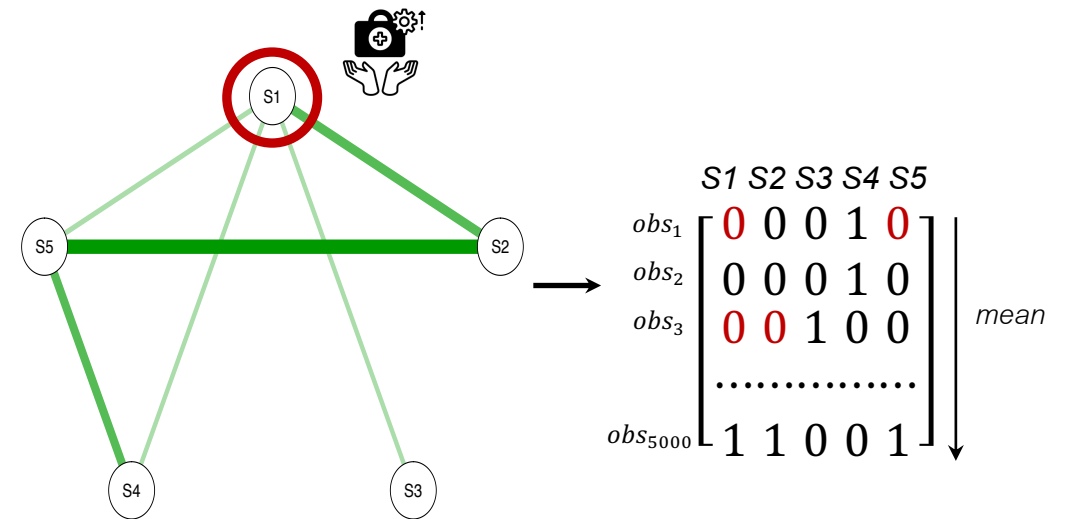 S1
S5
S2
S4
S3
S1 S2 S3 S4 S5
obs₁ 0 0 0 1 0
obs₂ 0 0 0 1 0
obs₃ 0 0 1 0 0
................
obs₅₀₀₀ 1 1 0 0 1
mean